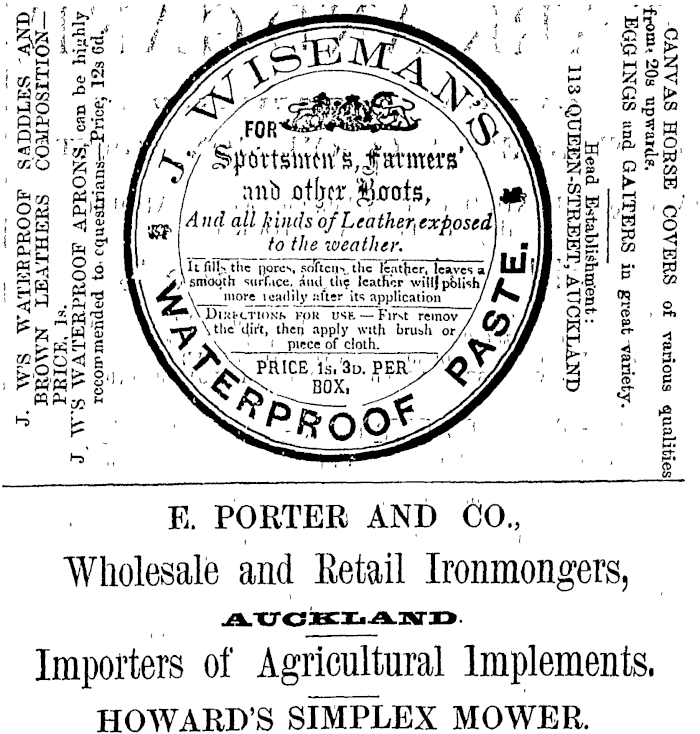 J. W'S WATERPROOF SADDLES AND
BROWN LEATHERS COMPOSITION—
PRICE, 1s.
J. W'S WATERPROOF APRONS, can be highly
recommended to equestrians—Price, 12s 6d.
J. WISEMAN'S
FOR
Sportsmen's, Farmers'
and other Boots,
And all kinds of Leather exposed
to the weather.
It fills the pores, softens the leather, leaves a
smooth surface, and the leather will polish
more readily after its application
DIRECTIONS FOR USE — First remov
the dirt, then apply with brush or
piece of cloth.
PRICE 1s. 3D. PER
BOX.
WATERPROOF PASTE.
CANVAS HORSE COVERS of various qualities
from 20s upwards.
EGGINGS and GAITERS in great variety.
Head Establishment:
113 QUEEN-STREET, AUCKLAND
E. PORTER AND CO.,
Wholesale and Retail Ironmongers,
AUCKLAND.
Importers of Agricultural Implements.
HOWARD'S SIMPLEX MOWER.